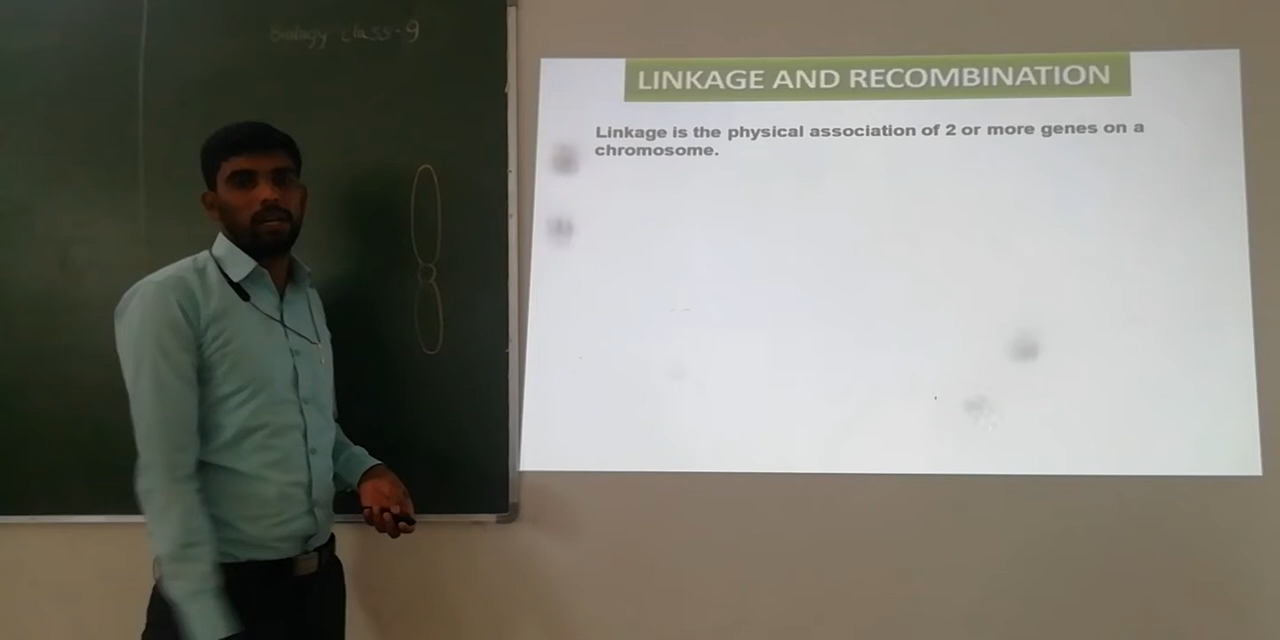 Biology class-9
LINKAGE AND RECOMBINATION
Linkage is the physical association of 2 or more genes on a
chromosome.